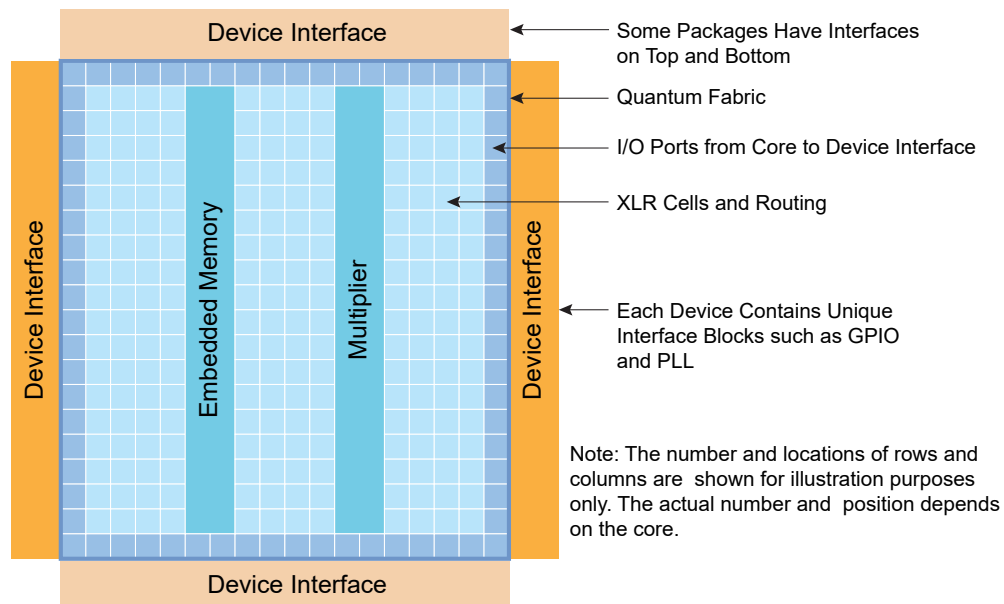 Device Interface
Some Packages Have Interfaces
on Top and Bottom
Quantum Fabric
I/O Ports from Core to Device Interface
XLR Cells and Routing
Device Interface
Embedded Memory
Multiplier
Device Interface
Each Device Contains Unique
Interface Blocks such as GPIO
and PLL
Note: The number and locations of rows and
columns are  shown for illustration purposes
only. The actual number and  position depends
on the core.
Device Interface